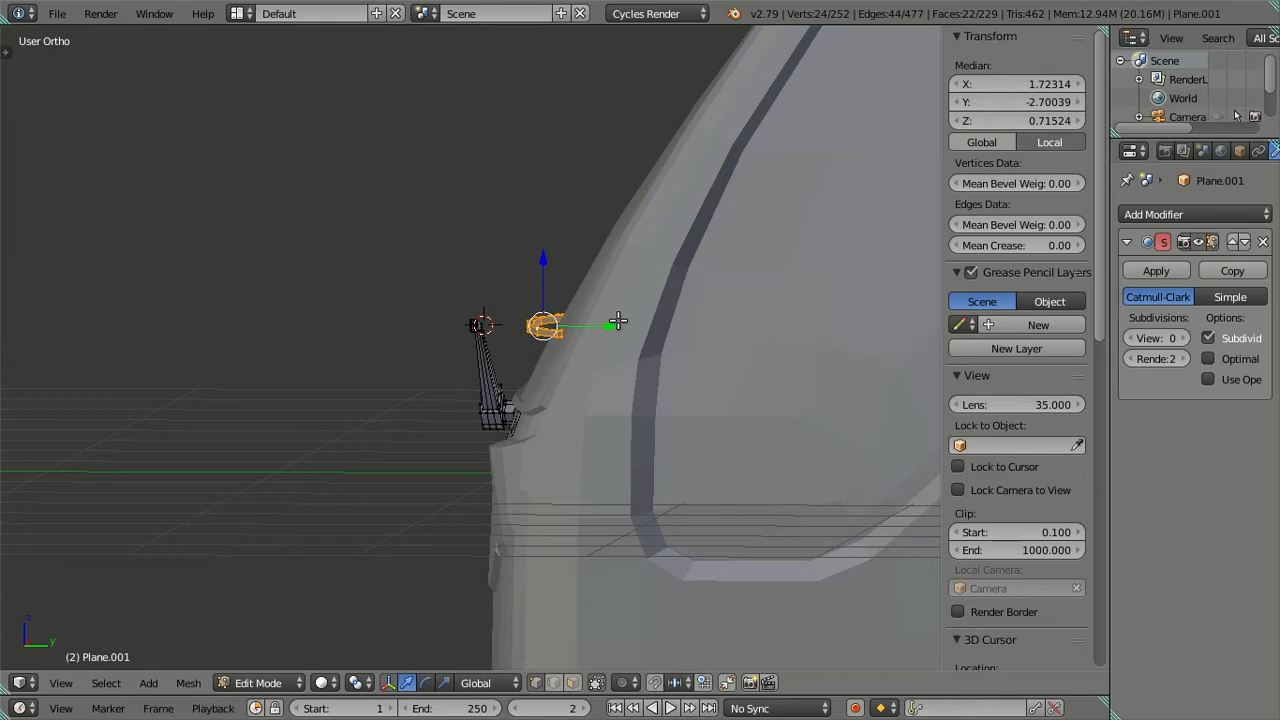 File Render Window Help Default Scene Cycles Render v2.79 | Verts:24/252 | Edges:44/477 | Faces:22/229 | Tris:462 | Mem:12.94M (20.16M) | Plane.001
User Ortho
Transform
Median:
X: 1.72314
Y: -2.70039
Z: 0.71524
Global Local
Vertices Data:
Mean Bevel Weig: 0.00
Edges Data:
Mean Bevel Weig: 0.00
Mean Crease: 0.00
Grease Pencil Layers
Scene Object
New
New Layer
View
Lens: 35.000
Lock to Object:
Lock to Cursor
Lock Camera to View
Clip:
Start: 0.100
End: 1000.000
Local Camera:
Camera
Render Border
3D Cursor
Location:
View Search All Sc
Scene
RenderL
World
Camera
Plane.001
Add Modifier
S
Apply Copy
Catmull-Clark Simple
Subdivisions: Options:
View: 0 Subdivid
Rende:2 Optimal
Use Ope
z
y
(2) Plane.001
View Select Add Mesh Edit Mode Global
View Marker Frame Playback Start: 1 End: 250 2 No Sync